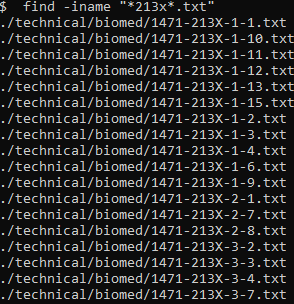 $ find -iname "*213x*.txt"
./technical/biomed/1471-213X-1-1.txt
./technical/biomed/1471-213X-1-10.txt
./technical/biomed/1471-213X-1-11.txt
./technical/biomed/1471-213X-1-12.txt
./technical/biomed/1471-213X-1-13.txt
./technical/biomed/1471-213X-1-15.txt
./technical/biomed/1471-213X-1-2.txt
./technical/biomed/1471-213X-1-3.txt
./technical/biomed/1471-213X-1-4.txt
./technical/biomed/1471-213X-1-6.txt
./technical/biomed/1471-213X-1-9.txt
./technical/biomed/1471-213X-2-1.txt
./technical/biomed/1471-213X-2-7.txt
./technical/biomed/1471-213X-2-8.txt
./technical/biomed/1471-213X-3-2.txt
./technical/biomed/1471-213X-3-3.txt
./technical/biomed/1471-213X-3-4.txt
./technical/biomed/1471-213X-3-7.txt